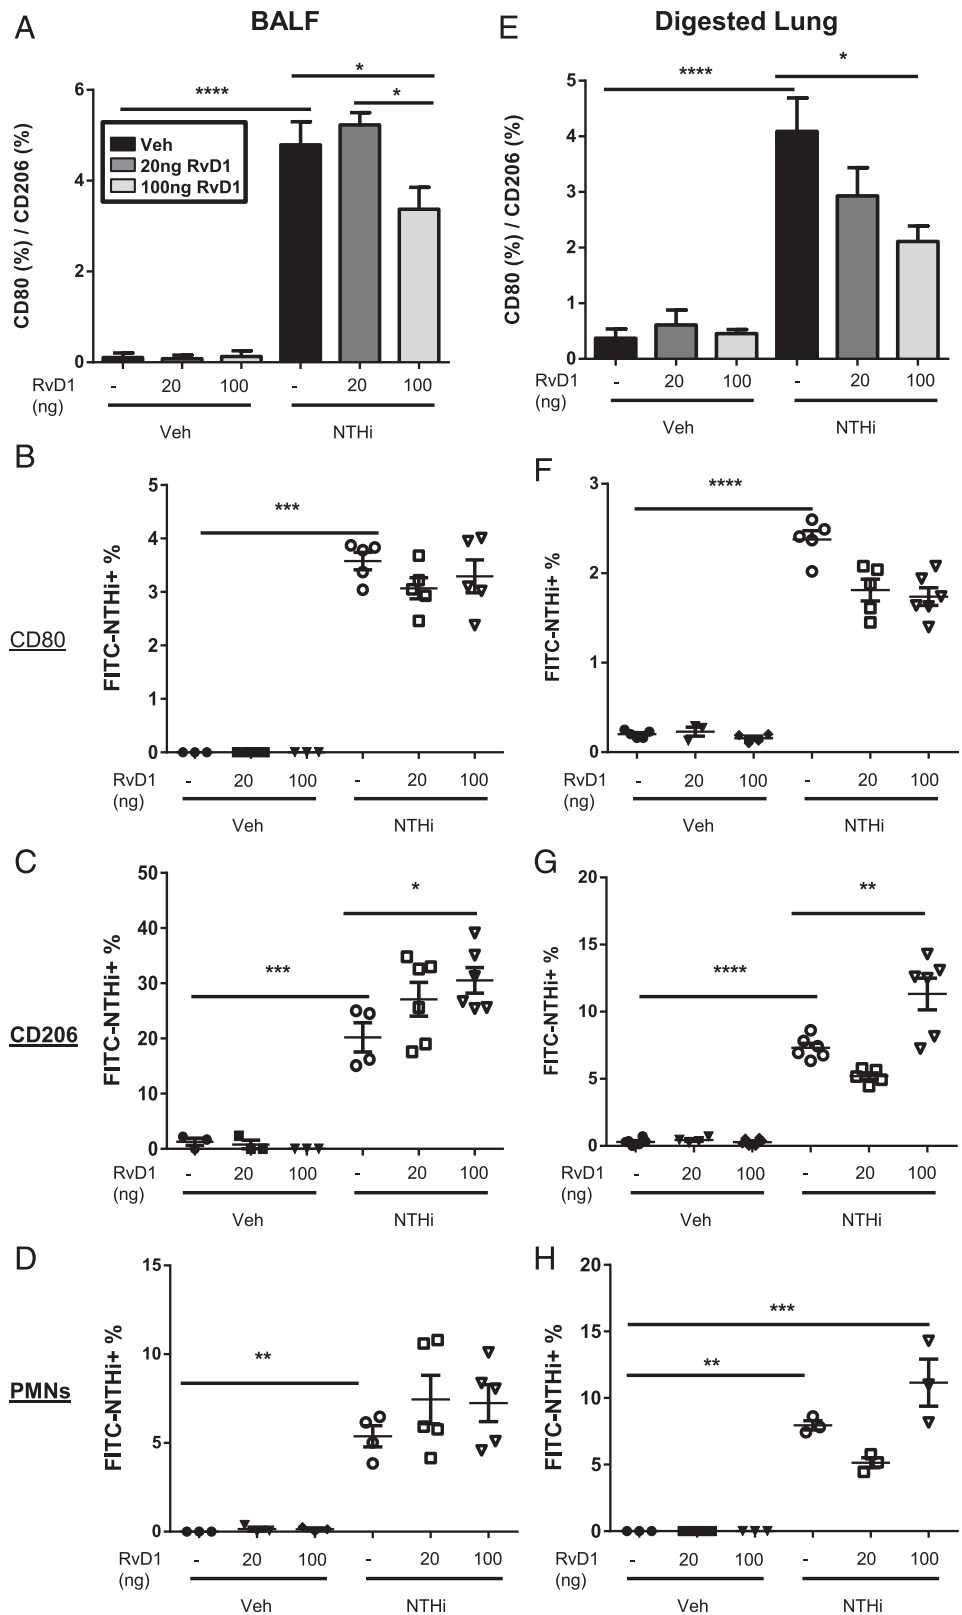 A
BALF
CD80 (%) / CD206 (%)
6
4
2
0
****
*
*
Veh
20ng RvD1
100ng RvD1
RvD1
(ng)
- 20 100 - 20 100
Veh NTHi
E
Digested Lung
CD80 (%) / CD206 (%)
5
4
3
2
1
0
****
*
RvD1
(ng)
- 20 100 - 20 100
Veh NTHi
B
CD80
FITC-NTHi+ %
5
4
3
2
1
0
***
RvD1
(ng)
- 20 100 - 20 100
Veh NTHi
F
FITC-NTHi+ %
3
2
1
0
****
RvD1
(ng)
- 20 100 - 20 100
Veh NTHi
C
CD206
FITC-NTHi+ %
50
40
30
20
10
0
***
*
RvD1
(ng)
- 20 100 - 20 100
Veh NTHi
G
FITC-NTHi+ %
20
15
10
5
0
****
**
RvD1
(ng)
- 20 100 - 20 100
Veh NTHi
D
PMNs
FITC-NTHi+ %
15
10
5
0
**
RvD1
(ng)
- 20 100 - 20 100
Veh NTHi
H
FITC-NTHi+ %
20
15
10
5
0
***
**
RvD1
(ng)
- 20 100 - 20 100
Veh NTHi